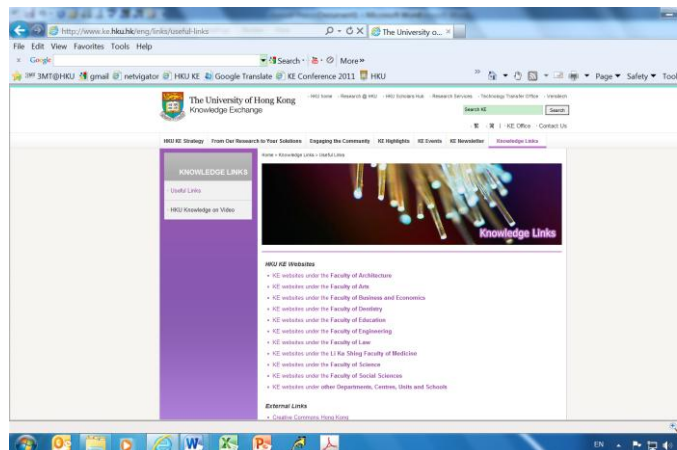 http://www.ke.hku.hk/eng/links/useful-links
The University o...
File Edit View Favorites Tools Help
Google
Search
More »
3MT@HKU gmail netvigator HKU KE Google Translate KE Conference 2011 HKU
Page Safety Tool
The University of Hong Kong
Knowledge Exchange
HKU Home Research @ HKU HKU Scholars Hub Research Services Technology Transfer Office Versitech
Search KE Search
繁 簡 | KE Office Contact Us
HKU KE Strategy From Our Research to Your Solutions Engaging the Community KE Highlights KE Events KE Newsletter Knowledge Links
Home > Knowledge Links > Useful Links
KNOWLEDGE LINKS
Useful Links
HKU Knowledge on Video
Knowledge Links
HKU KE Websites
KE websites under the Faculty of Architecture
KE websites under the Faculty of Arts
KE websites under the Faculty of Business and Economics
KE websites under the Faculty of Dentistry
KE websites under the Faculty of Education
KE websites under the Faculty of Engineering
KE websites under the Faculty of Law
KE websites under the Li Ka Shing Faculty of Medicine
KE websites under the Faculty of Science
KE websites under the Faculty of Social Sciences
KE websites under other Departments, Centres, Units and Schools
External Links
Creative Commons Hong Kong
EN